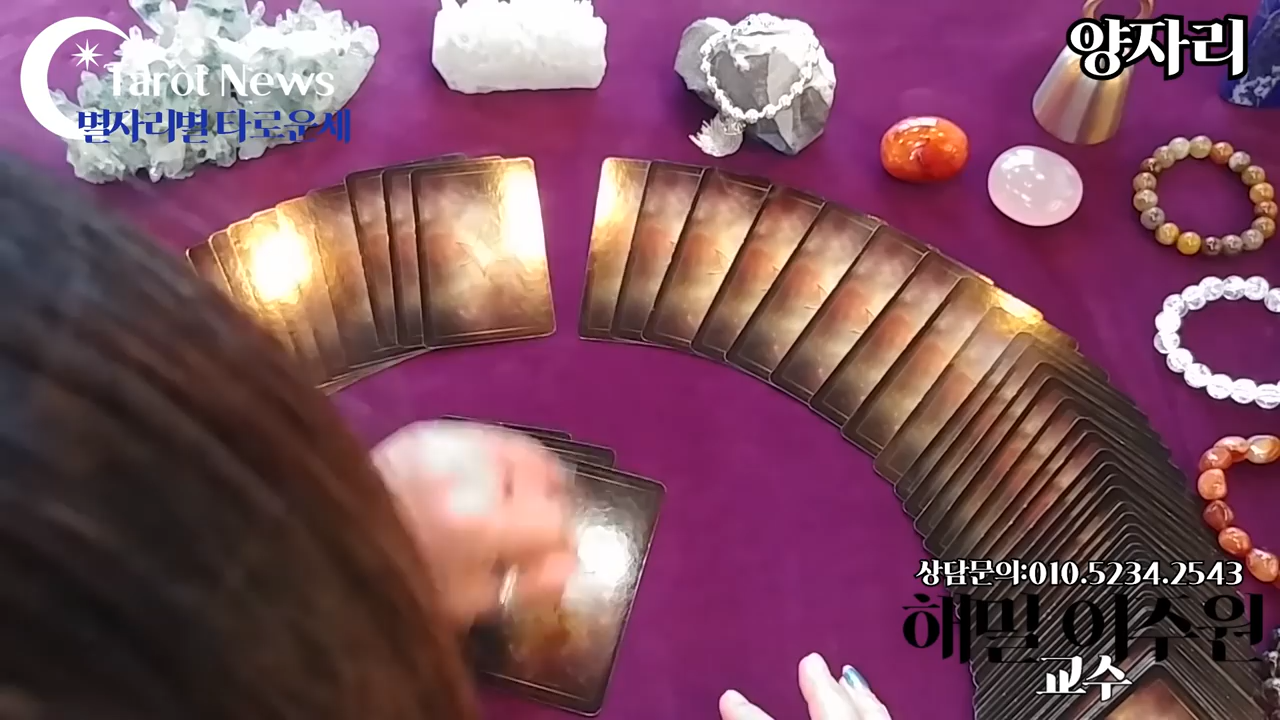 Tarot News
별자리별 타로운세
양자리
상담문의:010.5234.2543
해밀 이수원
교수